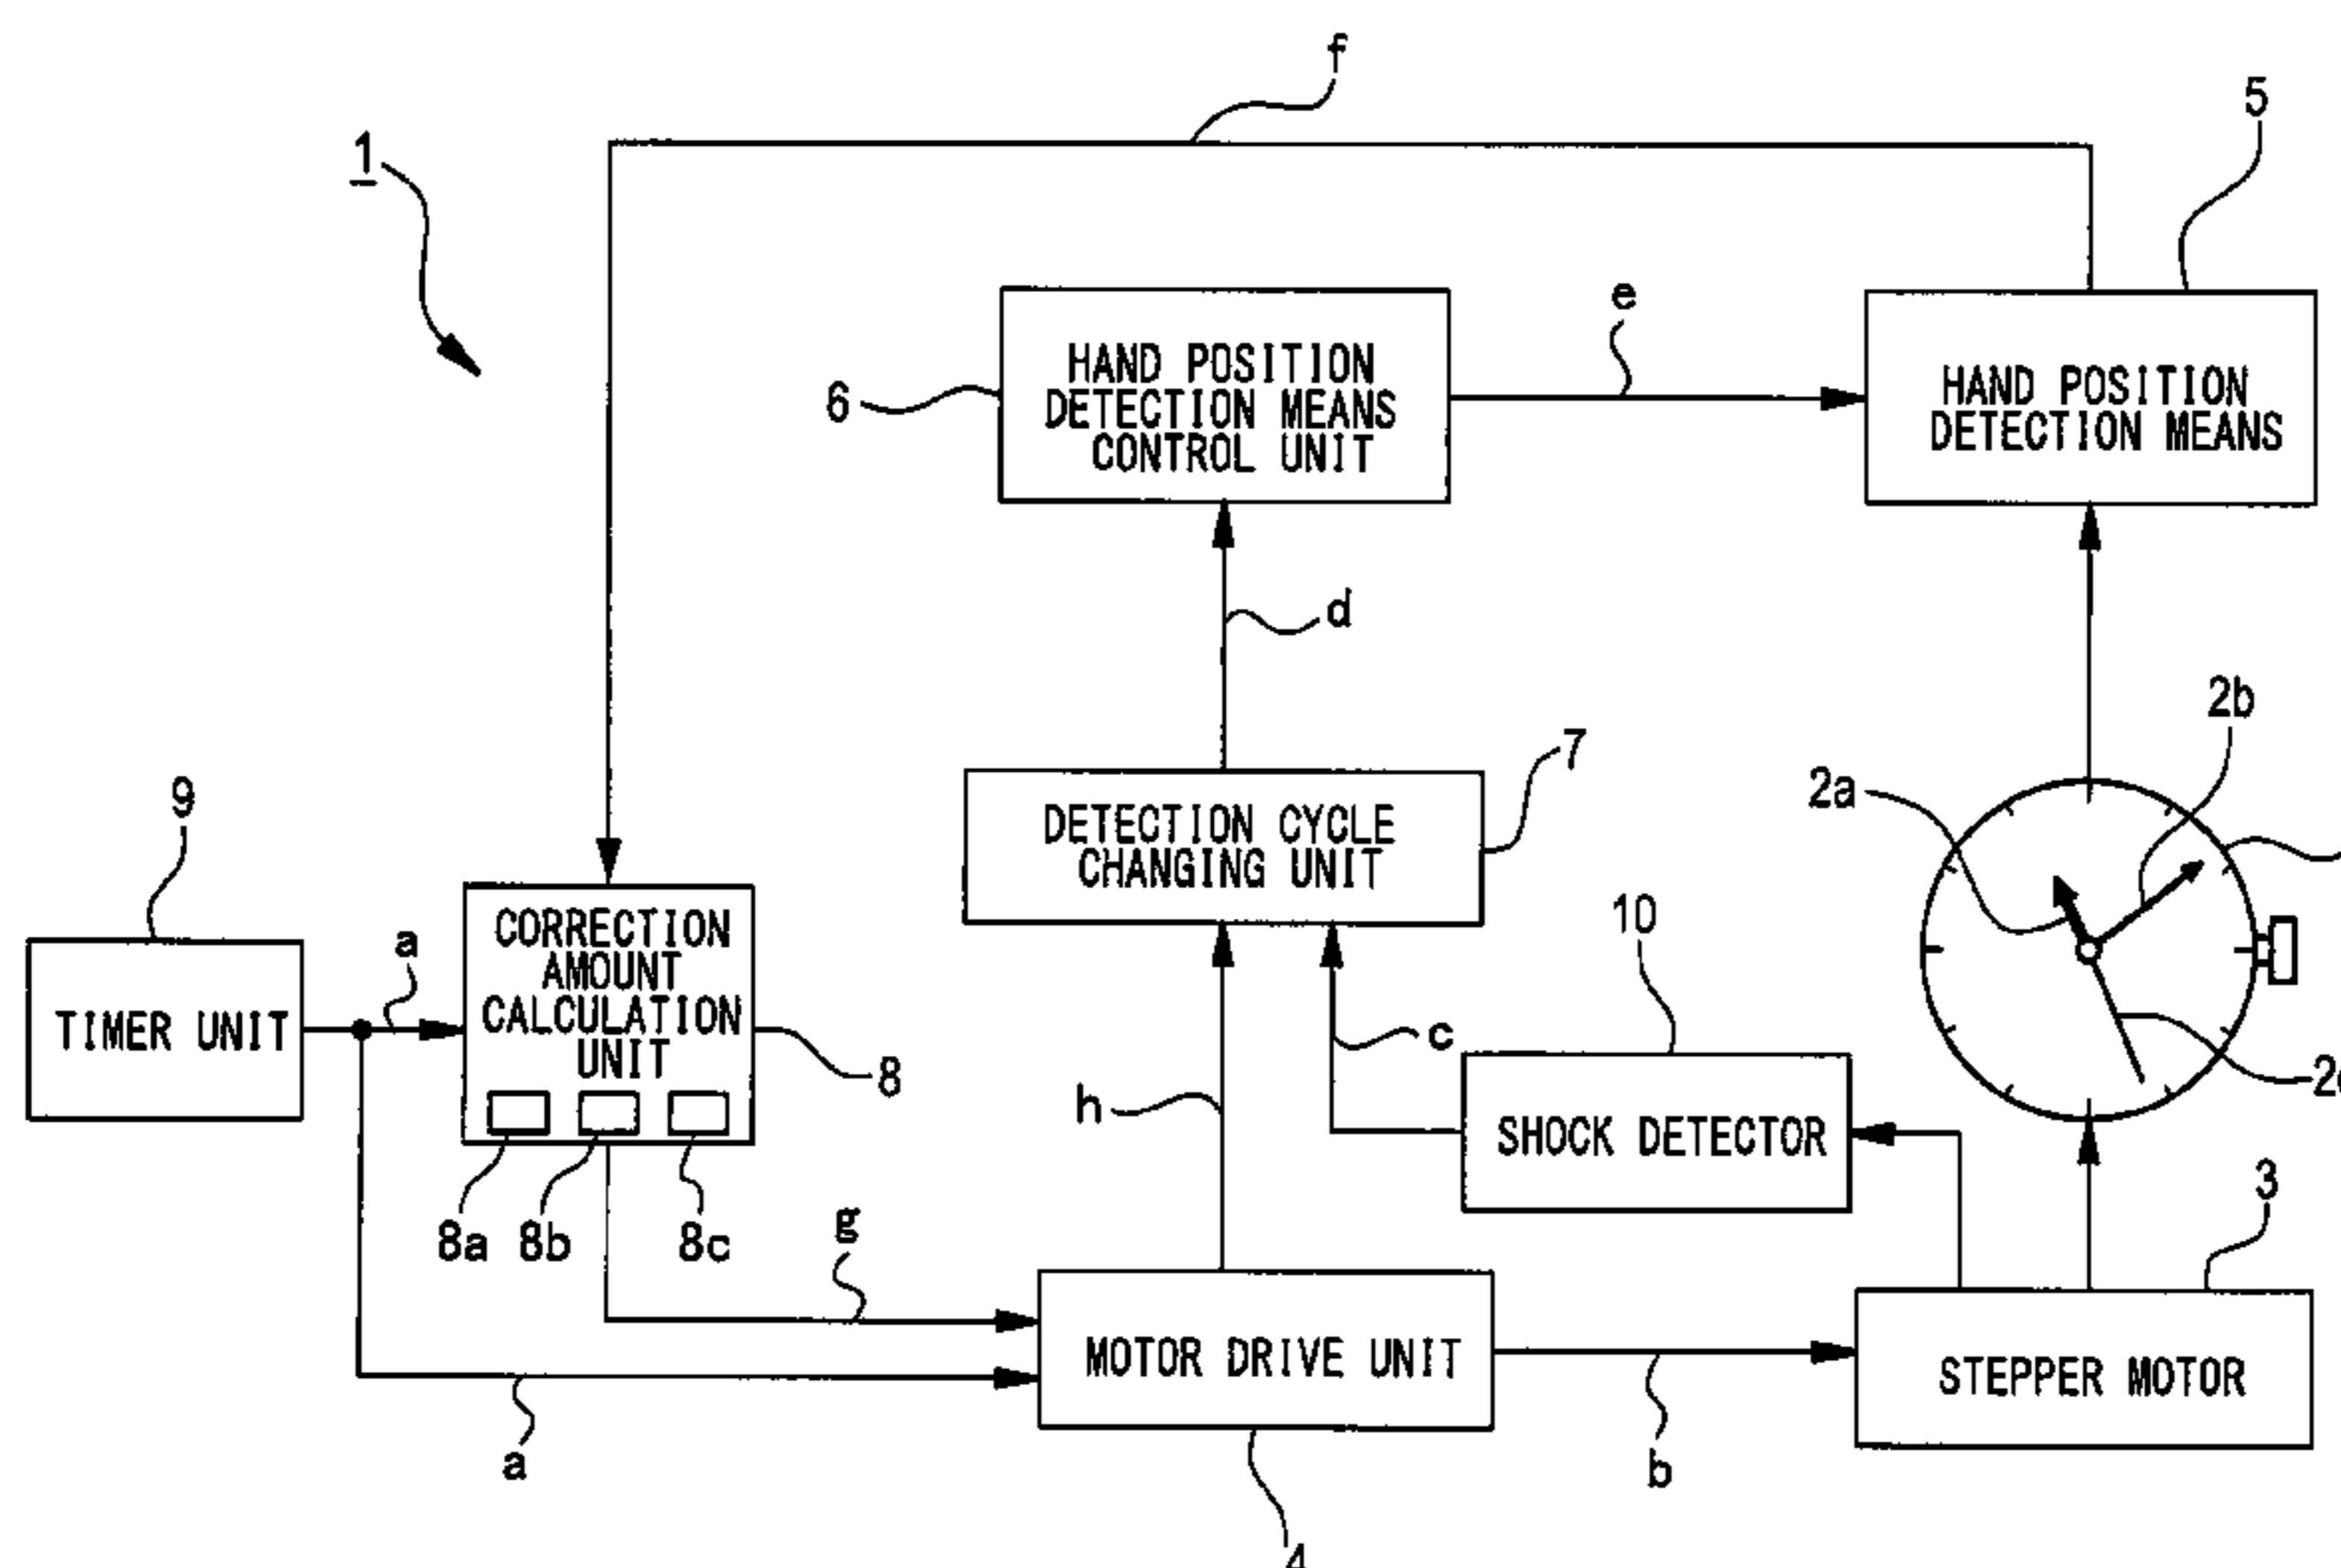 f
5
1
e
6
HAND POSITION
DETECTION MEANS
CONTROL UNIT
HAND POSITION
DETECTION MEANS
d
2b
7
2a
9
DETECTION CYCLE
CHANGING UNIT
10
a
CORRECTION
AMOUNT
CALCULATION
UNIT
TIMER UNIT
8
c
h
SHOCK DETECTOR
3
8a
8b
8c
g
MOTOR DRIVE UNIT
STEPPER MOTOR
a
b
4